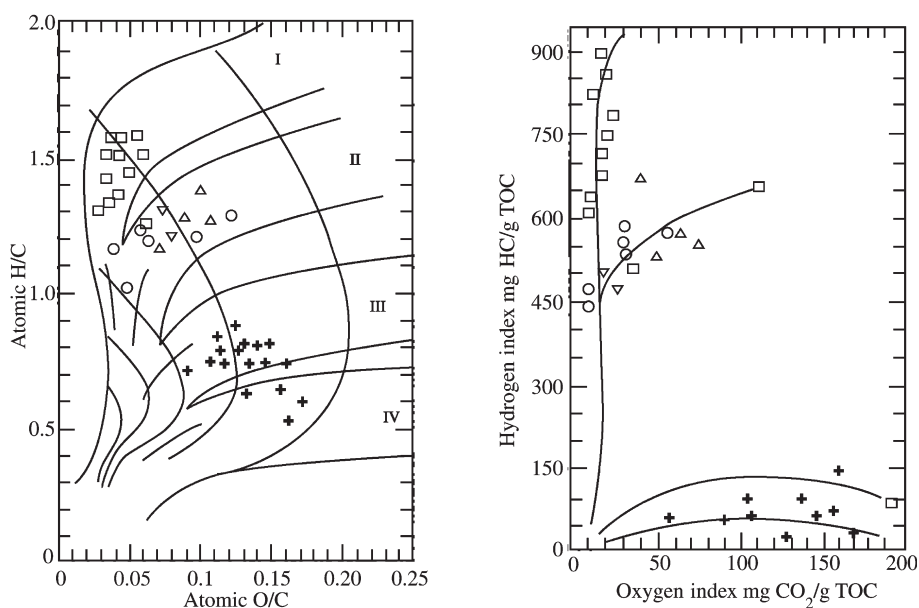 2.0
1.5
1.0
0.5
0
Atomic H/C
I
II
III
IV
0
0.05
0.1
0.15
0.20
0.25
Atomic O/C
900
750
600
450
300
150
0
Hydrogen index mg HC/g TOC
0
50
100
150
200
Oxygen index mg CO₂/g TOC